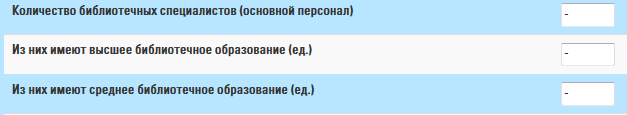 Количество библиотечных специалистов (основной персонал) -
Из них имеют высшее библиотечное образование (ед.) -
Из них имеют среднее библиотечное образование (ед.) -